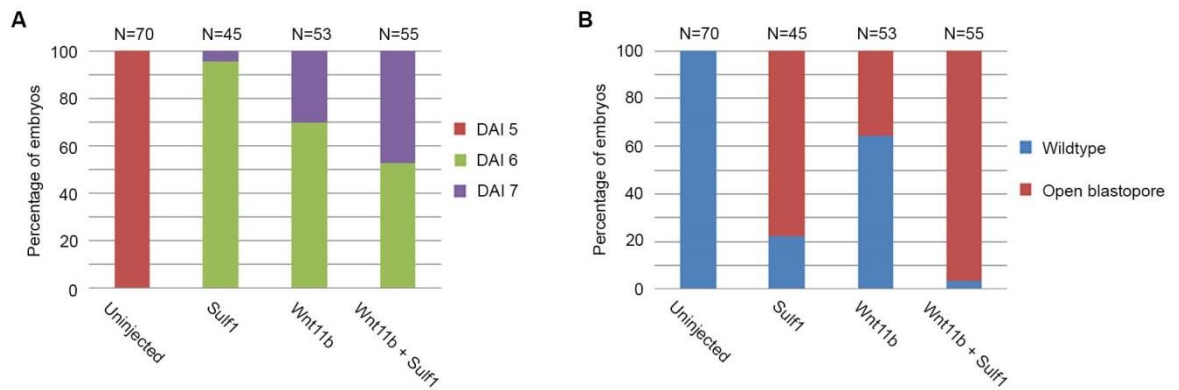 A
N=70 N=45 N=53 N=55
Percentage of embryos
100
80
60
40
20
0
Uninjected
Sulf1
Wnt11b
Wnt11b + Sulf1
DAI 5
DAI 6
DAI 7
B
N=70 N=45 N=53 N=55
Percentage of embryos
100
80
60
40
20
0
Uninjected
Sulf1
Wnt11b
Wnt11b + Sulf1
Wildtype
Open blastopore